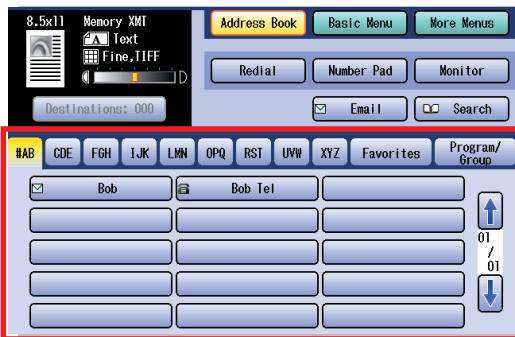 8.5x11 Memory XMT
A Text
Fine,TIFF
D
Destinations: 000
Address Book Basic Menu More Menus
Redial Number Pad Monitor
Email Search
#AB CDE FGH IJK LMN OPQ RST UVW XYZ Favorites Program/
Group
Bob Bob Tel
01
/
01